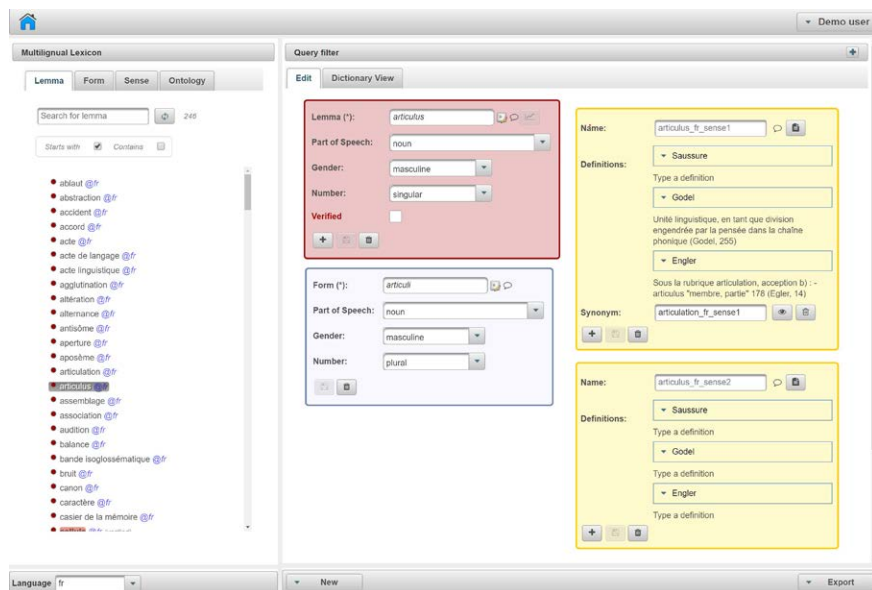 Demo user
Multilignual Lexicon
Lemma Form Sense Ontology
Search for lemma 246
Starts with Contains
ablaut @fr
abstraction @fr
accident @fr
accord @fr
acte @fr
acte de langage @fr
acte linguistique @fr
agglutination @fr
altération @fr
alternance @fr
antisôme @fr
aperture @fr
aposème @fr
articulation @fr
articulus @fr
assemblage @fr
association @fr
audition @fr
balance @fr
bande isoglossématique @fr
bruit @fr
canon @fr
caractère @fr
casier de la mémoire @fr
Language fr
Query filter
Edit Dictionary View
Lemma (*): articulus
Part of Speech: noun
Gender: masculine
Number: singular
Verified
Form (*): articuli
Part of Speech: noun
Gender: masculine
Number: plural
Name: articulus_fr_sense1
Definitions: Saussure
Type a definition
Godel
Unité linguistique, en tant que division
engendrée par la pensée dans la chaîne
phonique (Godel, 255)
Engler
Sous la rubrique articulation, acception b) : -
articulus "membre, partie" 178 (Egler, 14)
Synonym: articulation_fr_sense1
Name: articulus_fr_sense2
Definitions: Saussure
Type a definition
Godel
Type a definition
Engler
Type a definition
New
Export